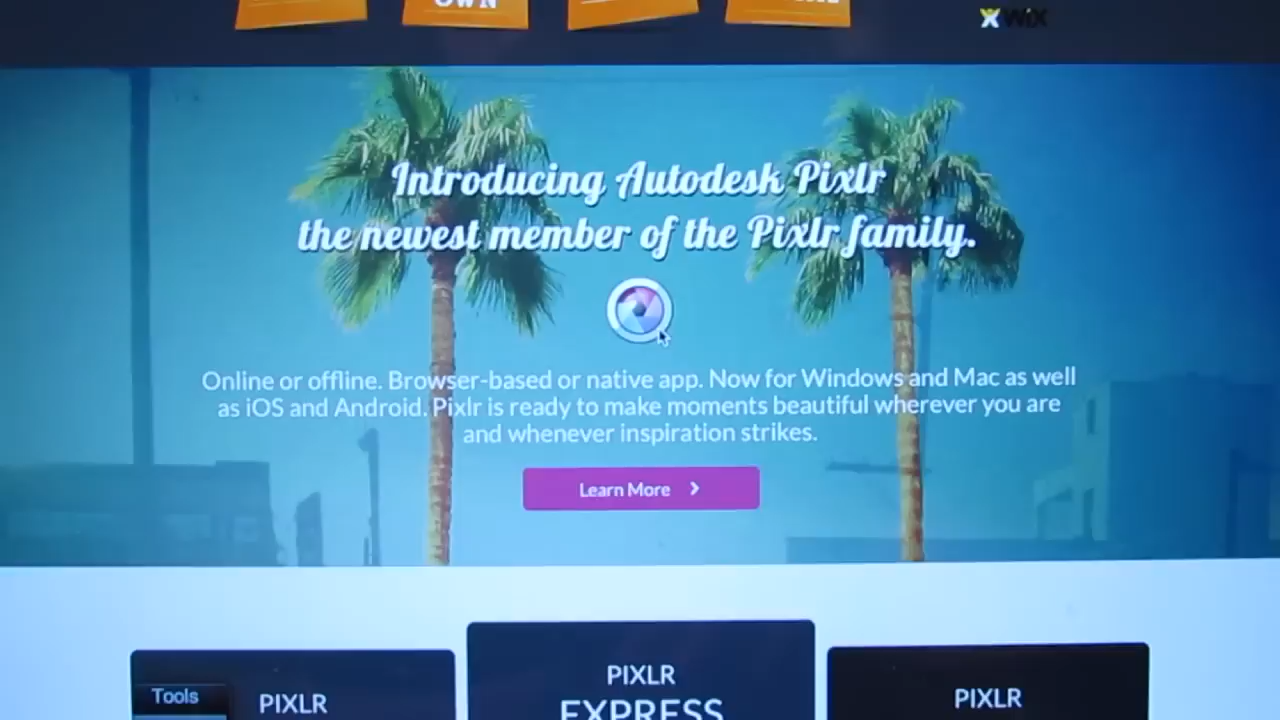 OWN
WiX
Introducing Autodesk Pixlr
the newest member of the Pixlr family.
Online or offline. Browser-based or native app. Now for Windows and Mac as well
as iOS and Android. Pixlr is ready to make moments beautiful wherever you are
and whenever inspiration strikes.
Learn More
Tools
PIXLR
PIXLR
EXPRESS
PIXLR